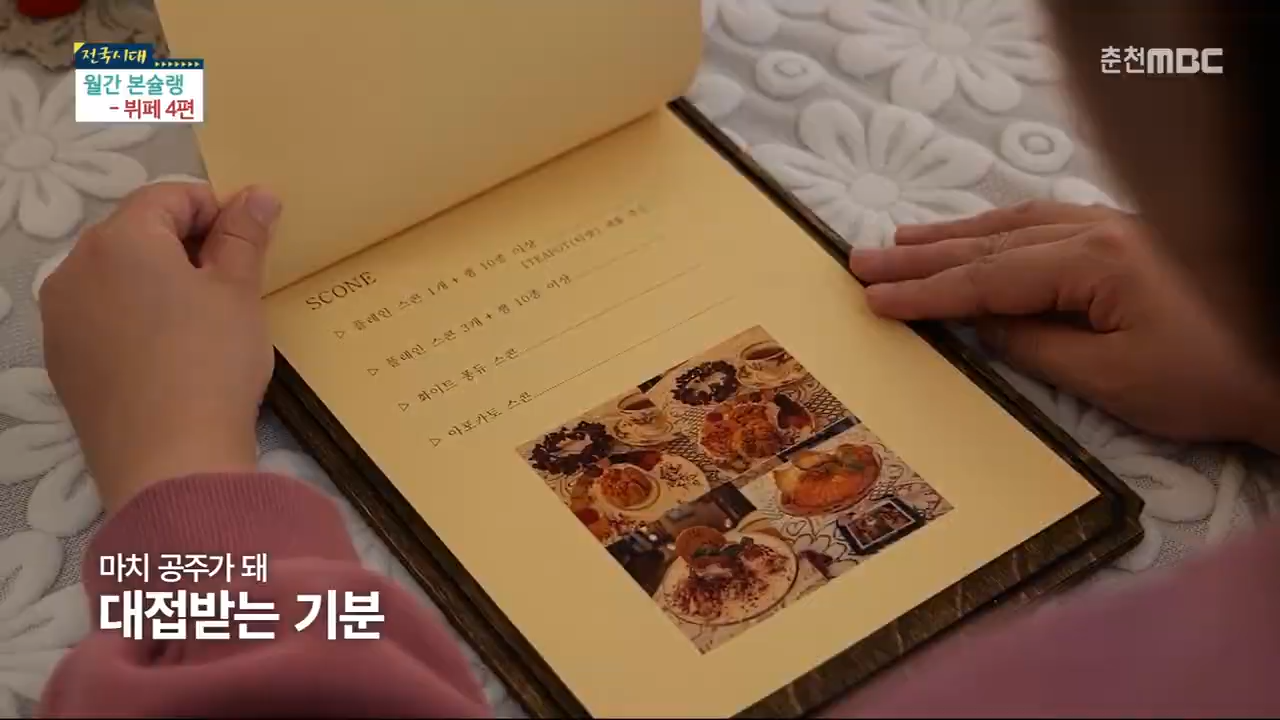 전국시대
월간 본슐랭
- 뷔페 4편
춘천MBC
SCONE
▷ 플레인 스콘 1개 + 잼 10종 이상
▷ 플레인 스콘 3개 + 잼 10종 이상
▷ 화이트 퐁듀 스콘
▷ 아포카토 스콘
마치 공주가 돼
대접받는 기분